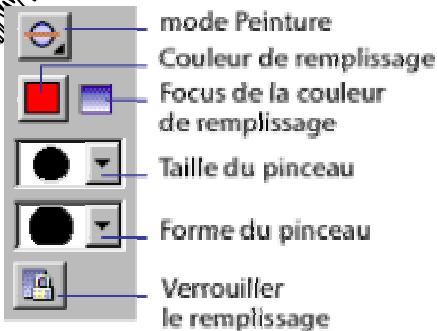 mode Peinture
Couleur de remplissage
Focus de la couleur
de remplissage
Taille du pinceau
Forme du pinceau
Verrouiller
le remplissage